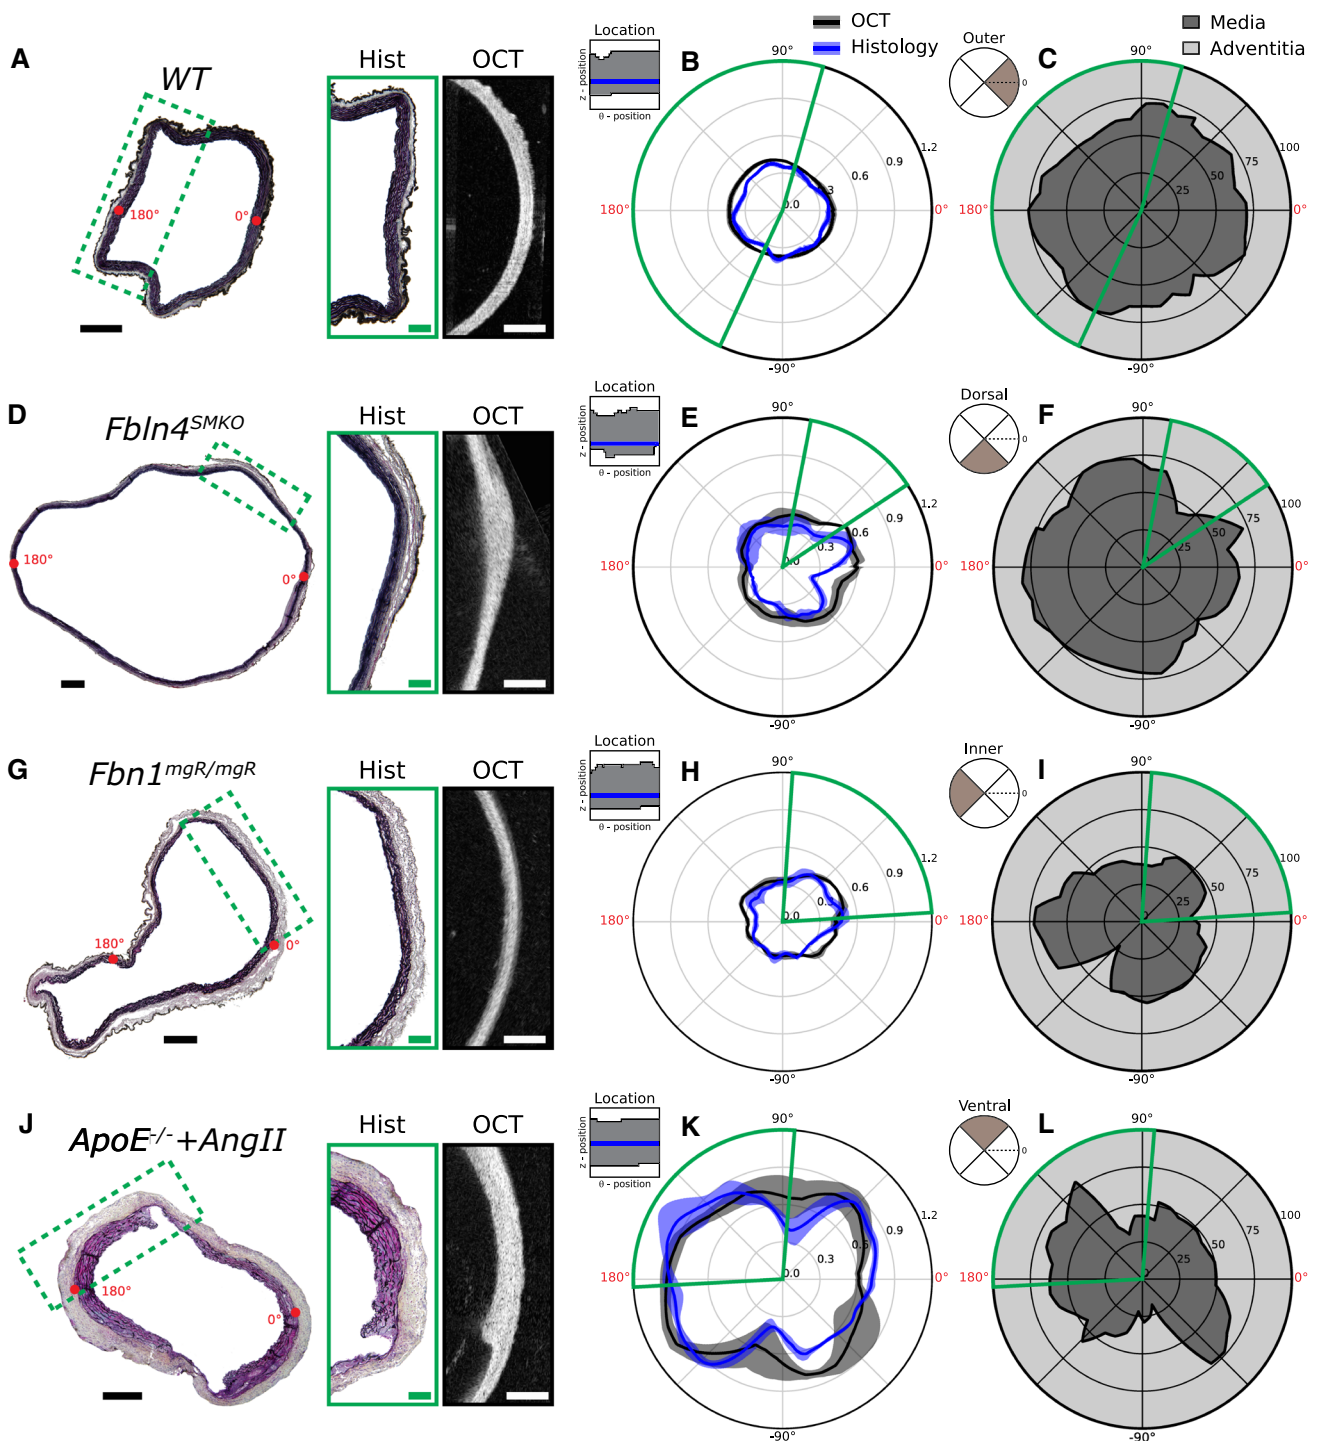 A
WT
180°
0°
Hist
OCT
Location
z - position
θ - position
B
OCT
Histology
90°
180°
0°
-90°
0.0
0.3
0.6
0.9
1.2
Outer
0
C
Media
Adventitia
90°
180°
0°
-90°
25
50
75
100
D
Fbln4SMKO
180°
0°
Hist
OCT
Location
z - position
θ - position
E
90°
180°
0°
-90°
0.0
0.3
0.6
0.9
1.2
Dorsal
0
F
90°
180°
0°
-90°
25
50
75
100
G
Fbn1mgR/mgR
180°
0°
Hist
OCT
Location
z - position
θ - position
H
90°
180°
0°
-90°
0.0
0.3
0.6
0.9
1.2
Inner
0
I
90°
180°
0°
-90°
25
50
75
100
J
ApoE-/-+AngII
180°
0°
Hist
OCT
Location
z - position
θ - position
K
90°
180°
0°
-90°
0.0
0.3
0.6
0.9
1.2
Ventral
0
L
90°
180°
0°
-90°
25
50
75
100